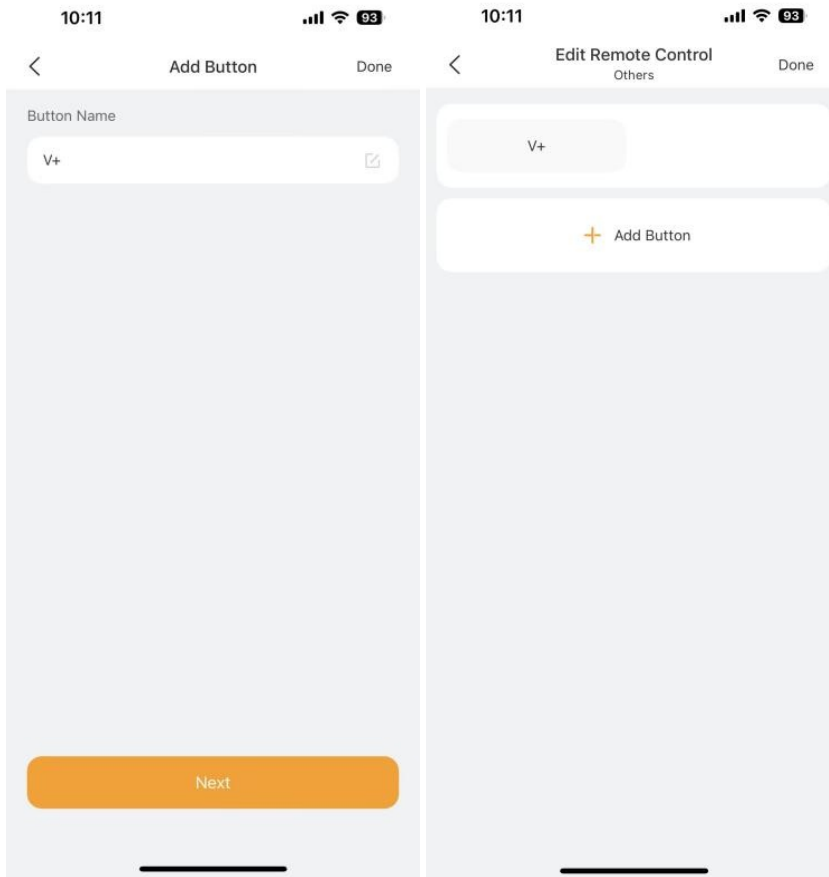 10:11
93
Add Button
Done
Button Name
V+
Next
10:11
93
Edit Remote Control
Others
Done
V+
+ Add Button